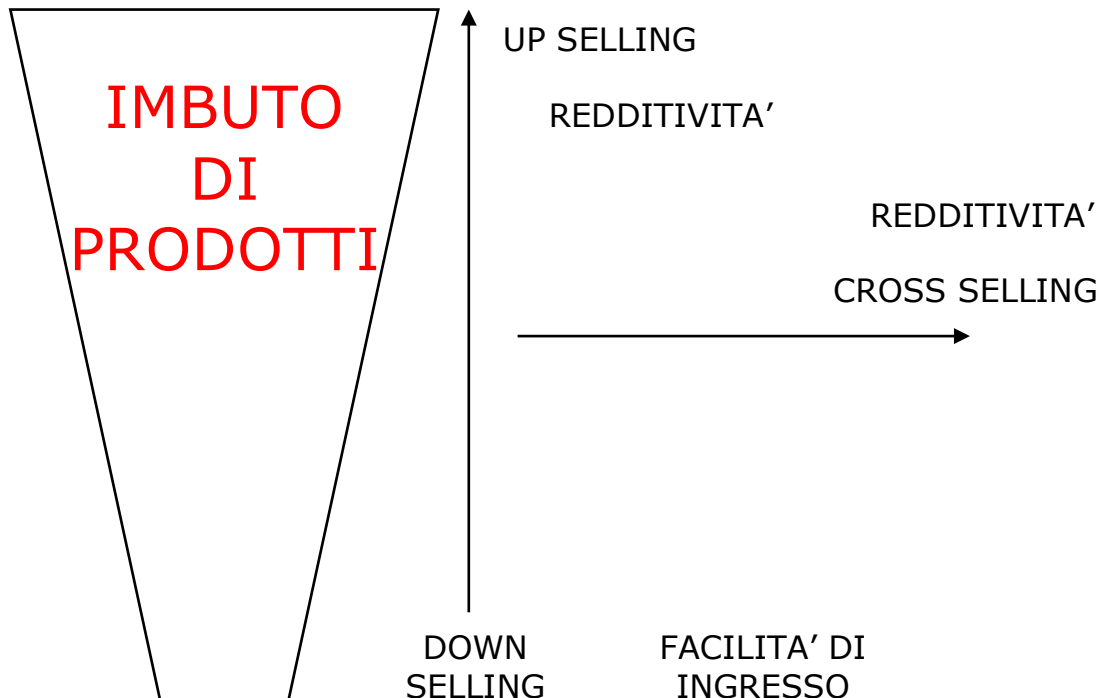 IMBUTO
DI
PRODOTTI
UP SELLING
REDDITIVITA’
REDDITIVITA’
CROSS SELLING
DOWN
SELLING
FACILITA’ DI
INGRESSO